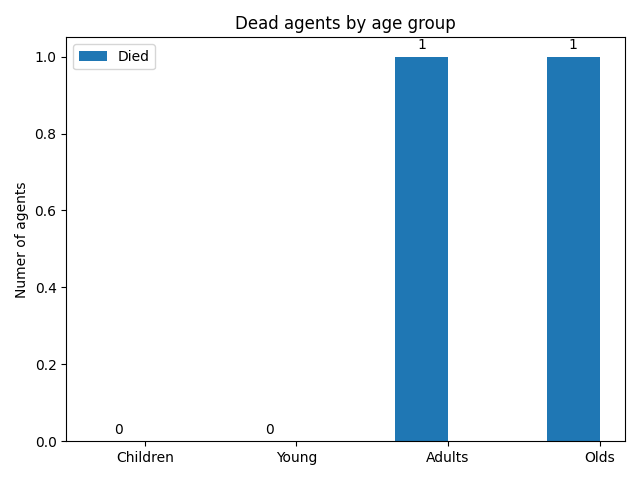 Dead agents by age group
Died
1
1
0
0
1.0
0.8
0.6
0.4
0.2
0.0
Numer of agents
Children
Young
Adults
Olds